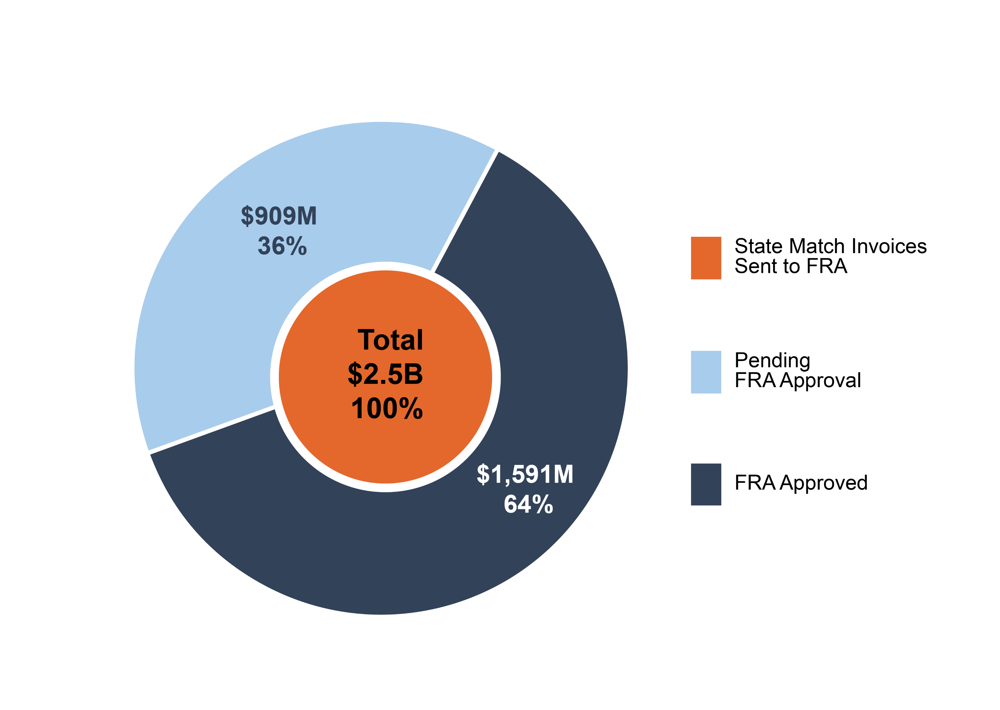 $909M
36%
Total
$2.5B
100%
$1,591M
64%
State Match Invoices
Sent to FRA
Pending
FRA Approval
FRA Approved